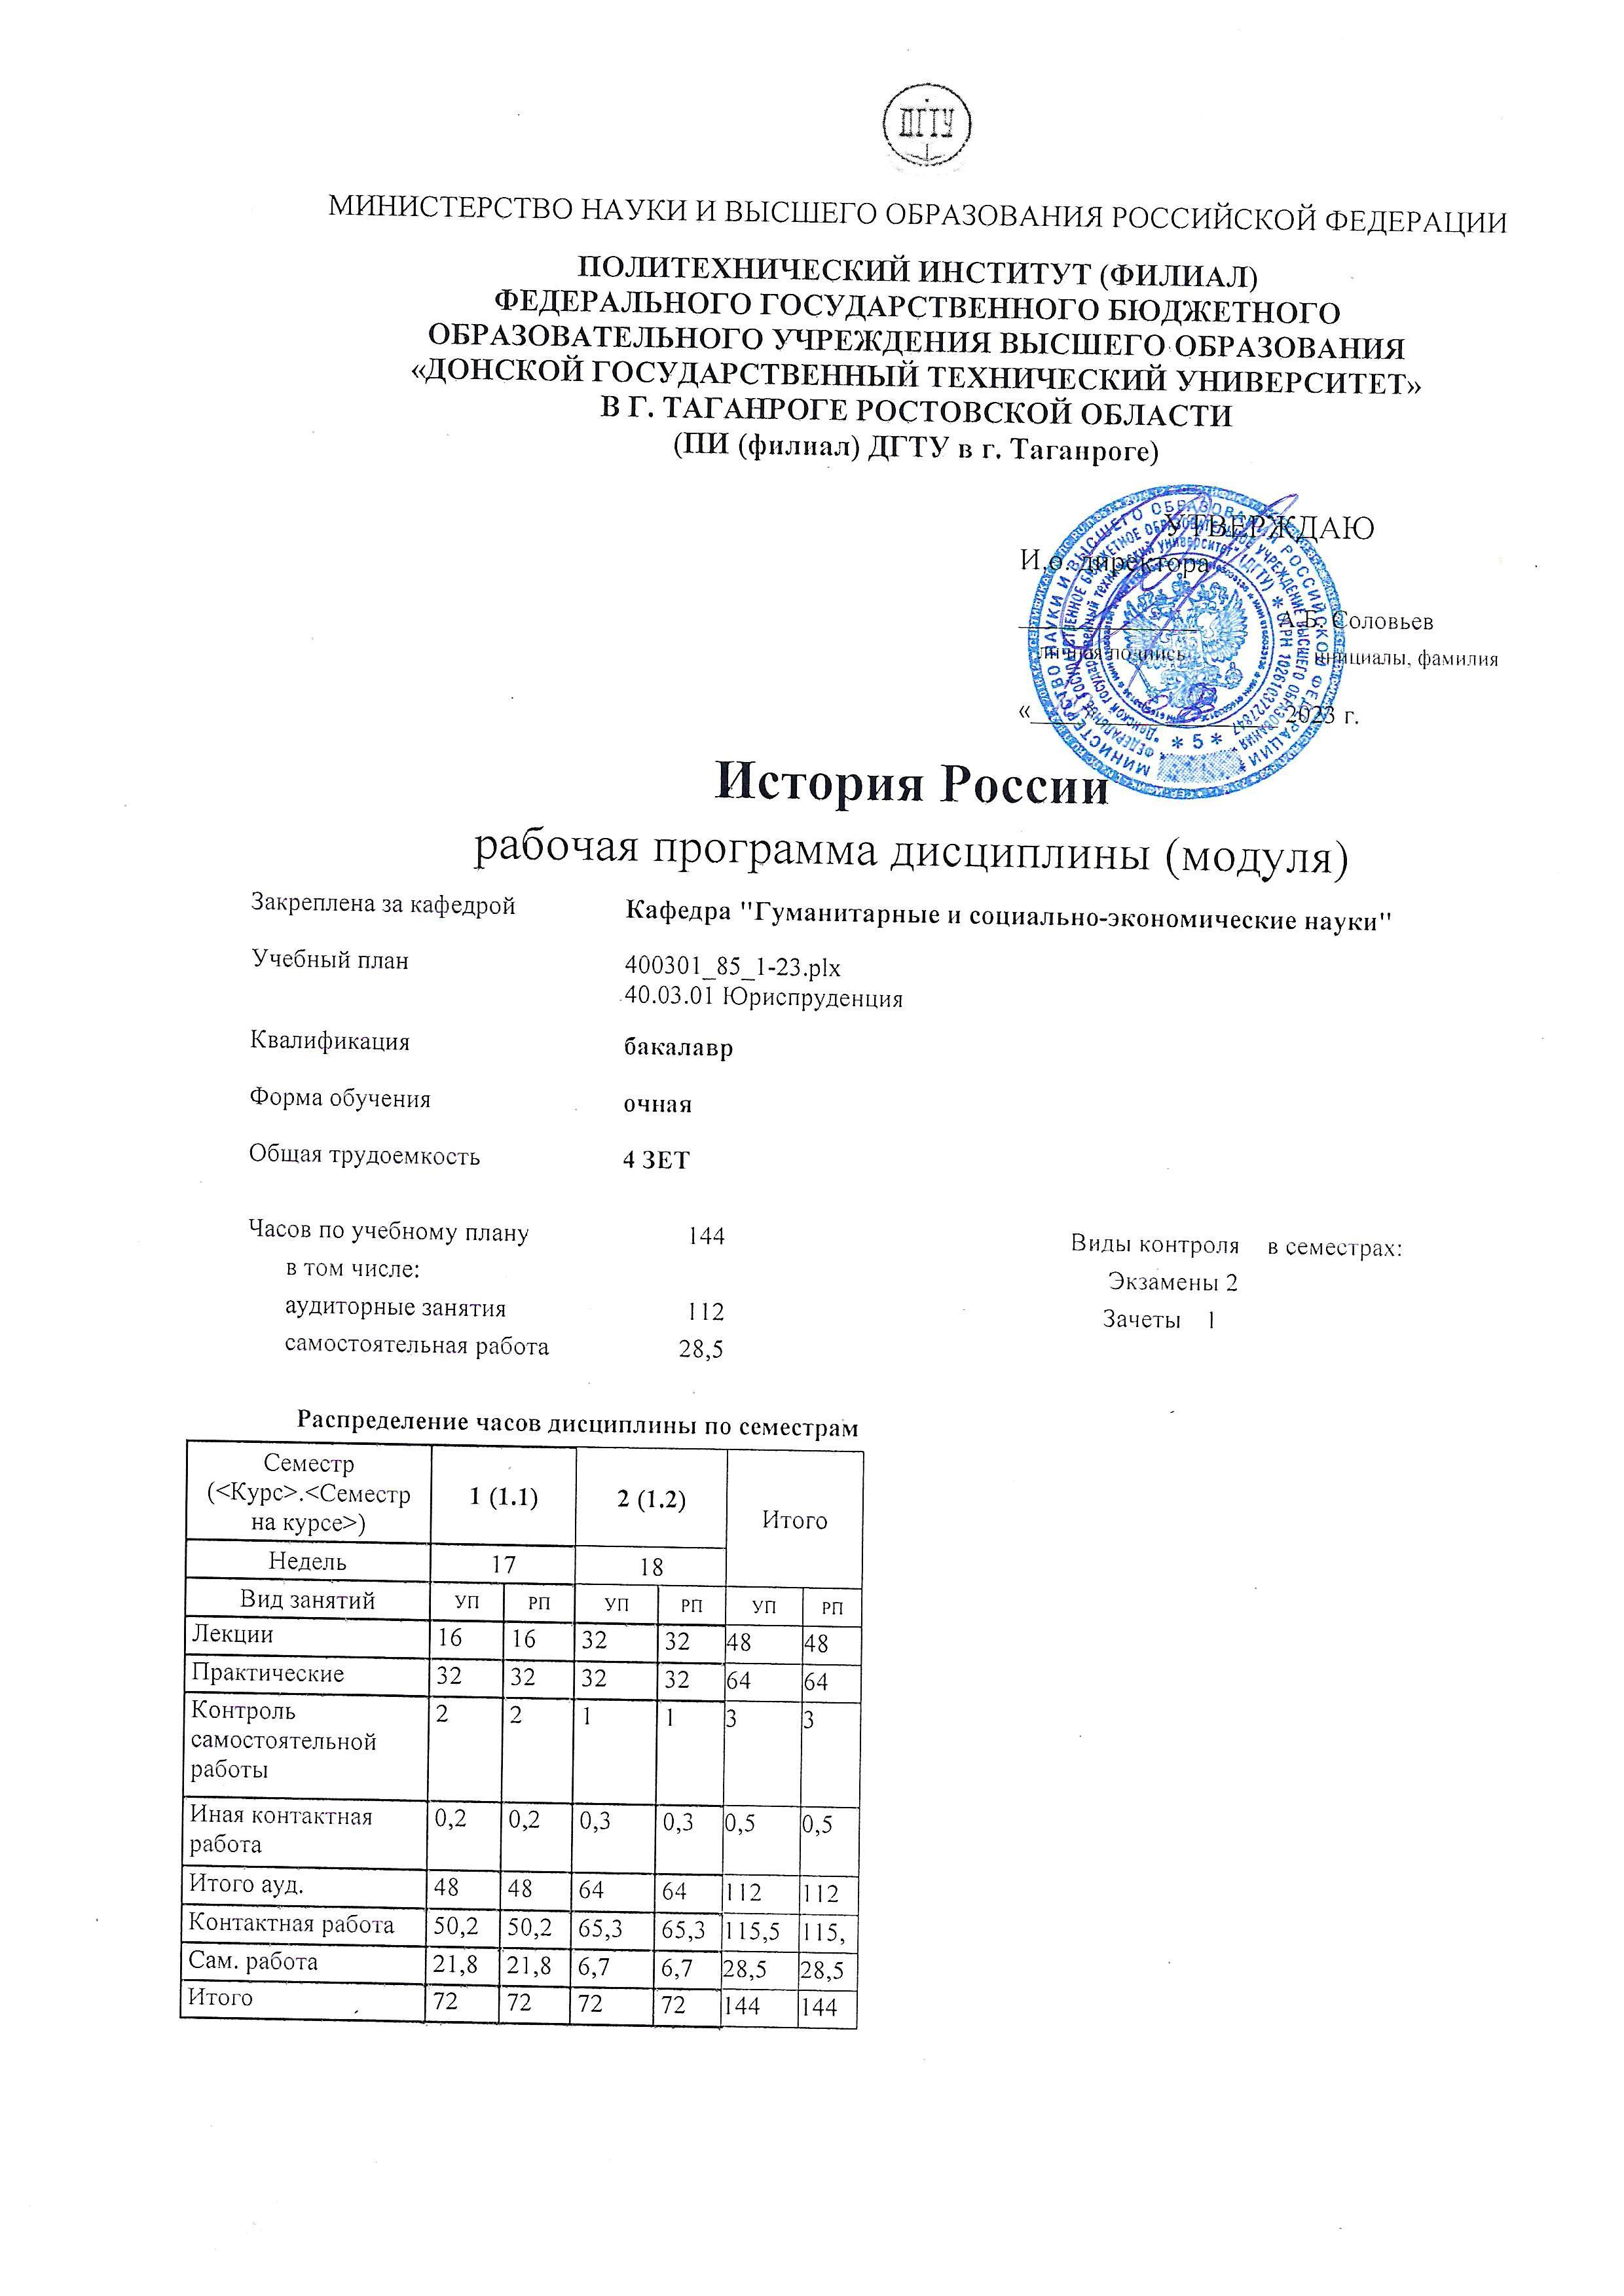 ДГТУ
МИНИСТЕРСТВО НАУКИ И ВЫСШЕГО ОБРАЗОВАНИЯ РОССИЙСКОЙ ФЕДЕРАЦИИ
ПОЛИТЕХНИЧЕСКИЙ ИНСТИТУТ (ФИЛИАЛ)
ФЕДЕРАЛЬНОГО ГОСУДАРСТВЕННОГО БЮДЖЕТНОГО
ОБРАЗОВАТЕЛЬНОГО УЧРЕЖДЕНИЯ ВЫСШЕГО ОБРАЗОВАНИЯ
«ДОНСКОЙ ГОСУДАРСТВЕННЫЙ ТЕХНИЧЕСКИЙ УНИВЕРСИТЕТ»
В Г. ТАГАНРОГЕ РОСТОВСКОЙ ОБЛАСТИ
(ПИ (филиал) ДГТУ в г. Таганроге)
УТВЕРЖДАЮ
И.о. директора
А.Б. Соловьев
личная подпись инициалы, фамилия
« 2023 г.
История России
рабочая программа дисциплины (модуля)
Закреплена за кафедрой Кафедра "Гуманитарные и социально-экономические науки"
Учебный план 400301_85_1-23.plx
40.03.01 Юриспруденция
Квалификация бакалавр
Форма обучения очная
Общая трудоемкость 4 ЗЕТ
Часов по учебному плану 144 Виды контроля в семестрах:
в том числе: Экзамены 2
аудиторные занятия 112 Зачеты 1
самостоятельная работа 28,5
Распределение часов дисциплины по семестрам
Семестр
(<Курс>.<Семестр
на курсе>) 1 (1.1) 2 (1.2) Итого
Недель 17 18
Вид занятий УП РП УП РП УП РП
Лекции 16 16 32 32 48 48
Практические 32 32 32 32 64 64
Контроль 2 2 1 1 3 3
самостоятельной
работы
Иная контактная 0,2 0,2 0,3 0,3 0,5 0,5
работа
Итого ауд. 48 48 64 64 112 112
Контактная работа 50,2 50,2 65,3 65,3 115,5 115,
Сам. работа 21,8 21,8 6,7 6,7 28,5 28,5
Итого 72 72 72 72 144 144